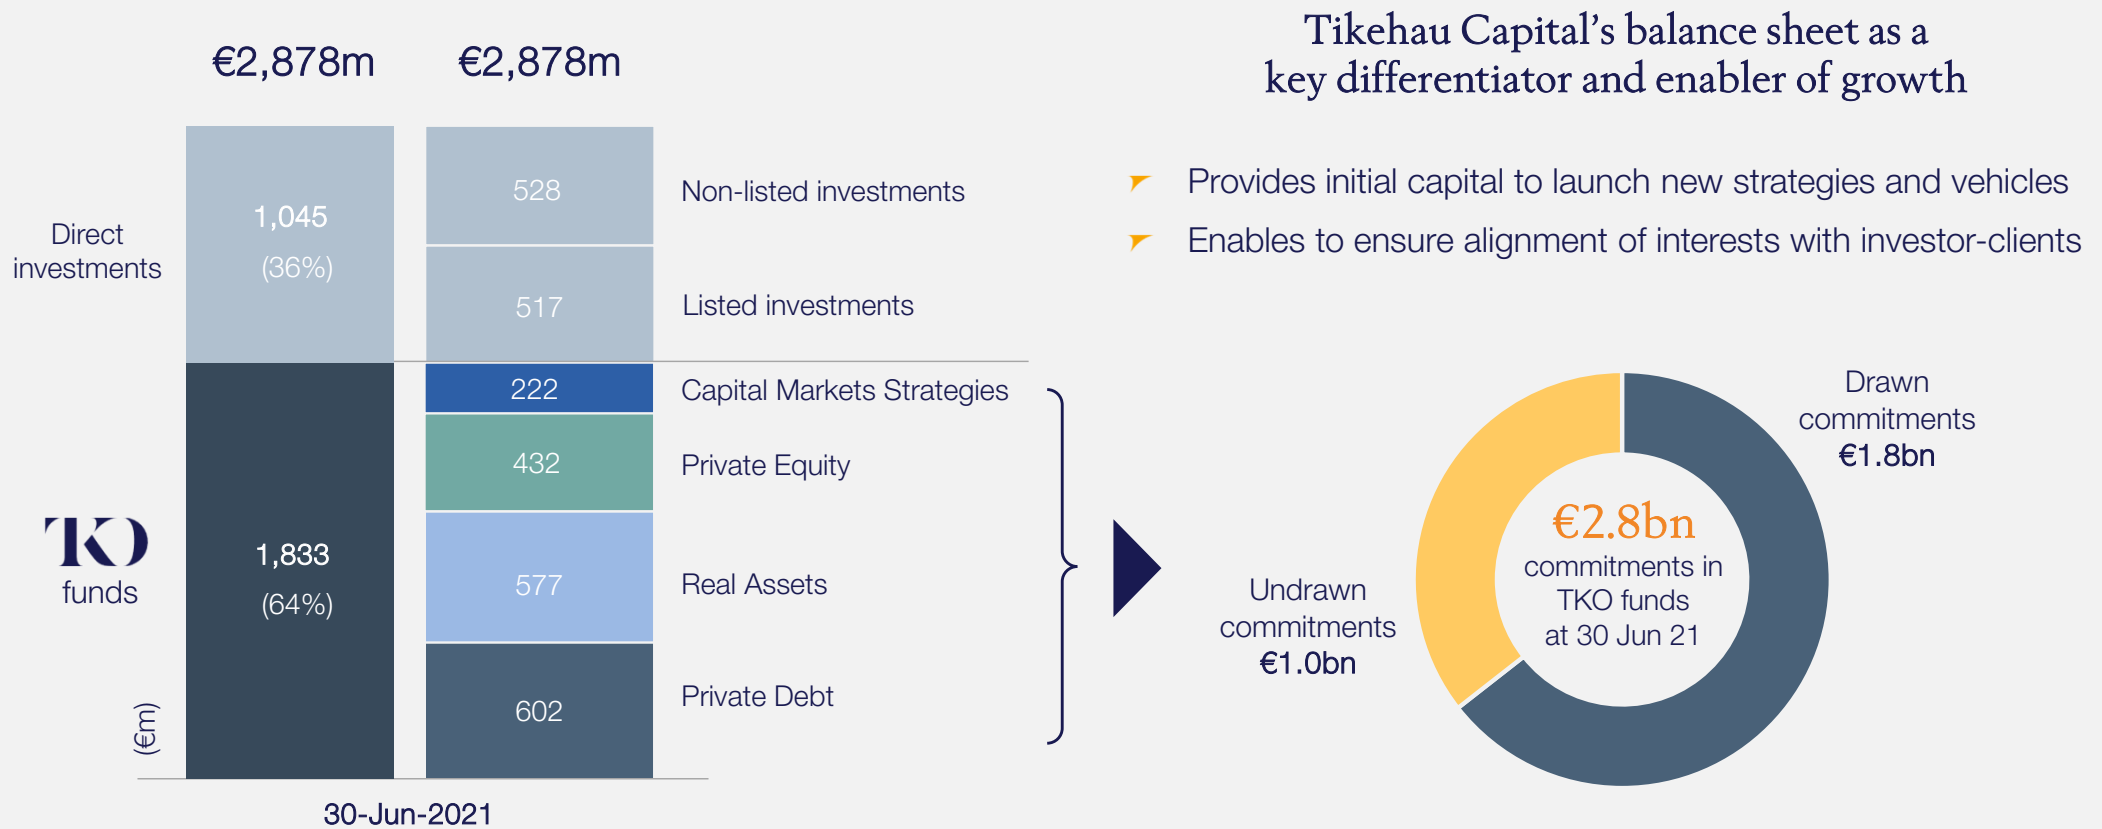 €2,878m
€2,878m
Direct
investments
1,045
(36%)
528
Non-listed investments
517
Listed investments
TKO
funds
1,833
(64%)
222
Capital Markets Strategies
432
Private Equity
577
Real Assets
602
Private Debt
(€m)
30-Jun-2021
Tikehau Capital’s balance sheet as a
key differentiator and enabler of growth
Provides initial capital to launch new strategies and vehicles
Enables to ensure alignment of interests with investor-clients
Drawn
commitments
€1.8bn
€2.8bn
commitments in
TKO funds
at 30 Jun 21
Undrawn
commitments
€1.0bn